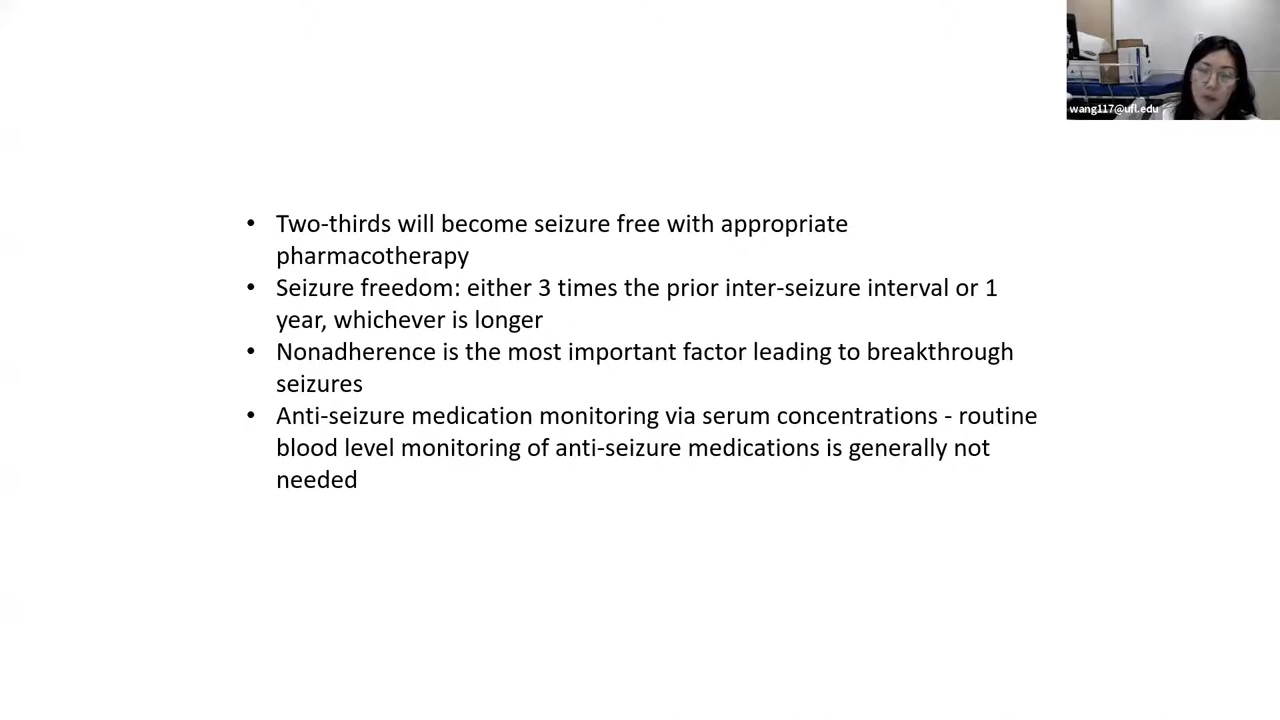 wang117@ufl.edu
• Two-thirds will become seizure free with appropriate
pharmacotherapy
• Seizure freedom: either 3 times the prior inter-seizure interval or 1
year, whichever is longer
• Nonadherence is the most important factor leading to breakthrough
seizures
• Anti-seizure medication monitoring via serum concentrations - routine
blood level monitoring of anti-seizure medications is generally not
needed